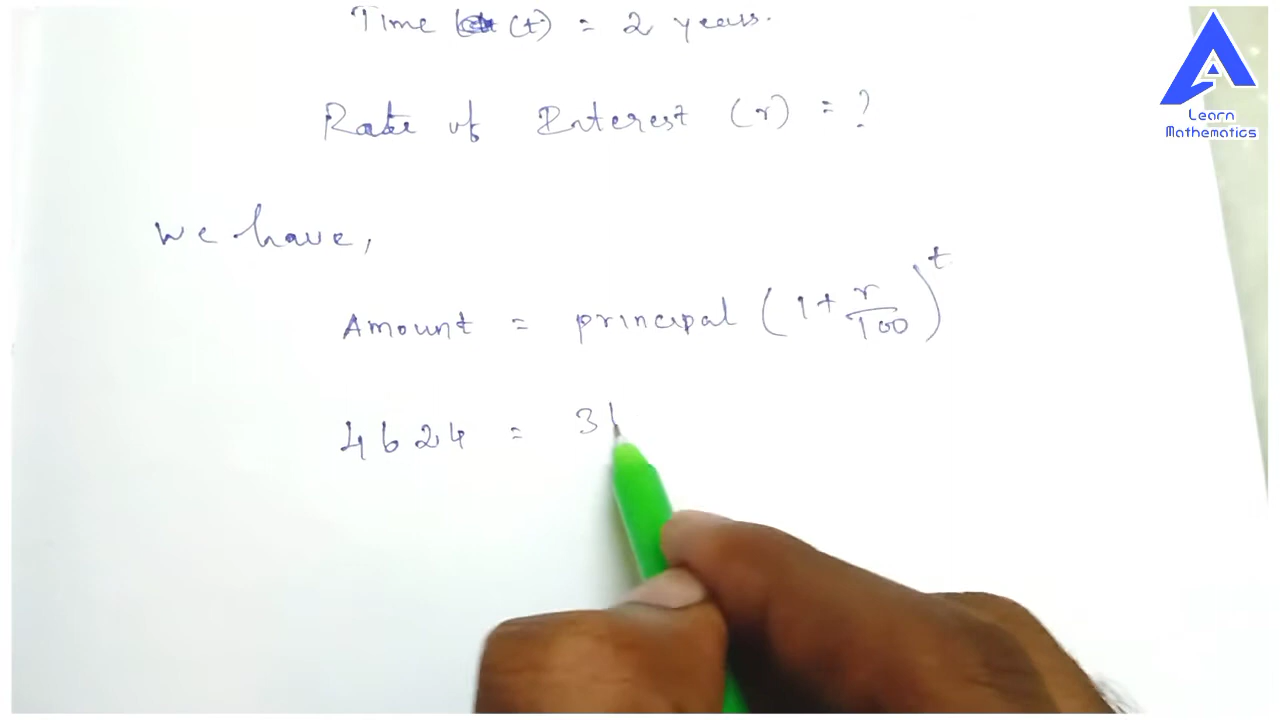 Time (t) = 2 years.
Learn
Mathematics
Rate of Interest (r) = ?
We have,
Amount = principal (1 + r/100)^t
4624 = 3